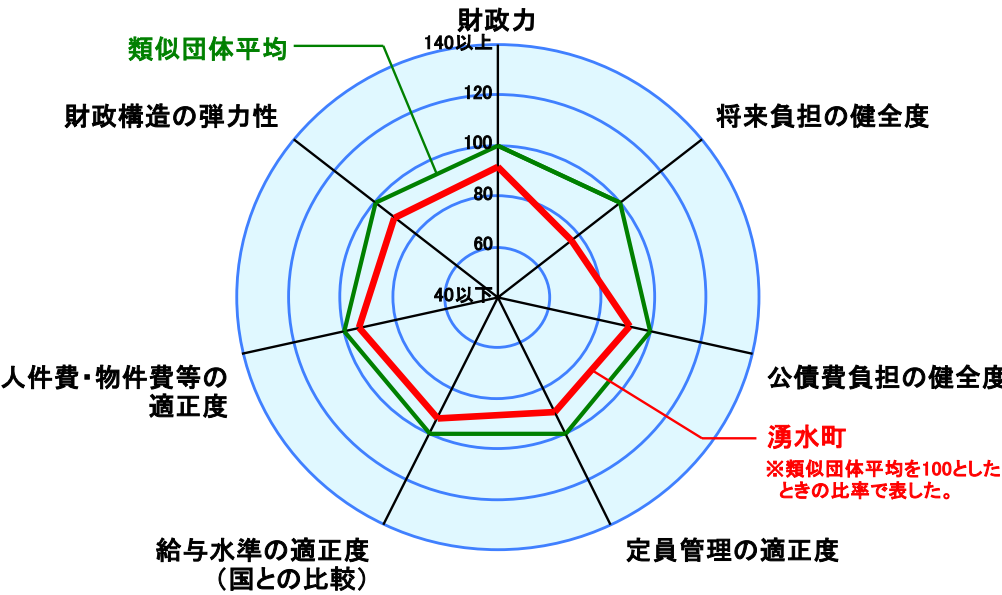 財政力
類似団体平均
140以上
120
100
80
60
40以下
財政構造の弾力性
将来負担の健全度
人件費・物件費等の
適正度
公債費負担の健全度
湧水町
※類似団体平均を100とした
ときの比率で表した。
給与水準の適正度
（国との比較）
定員管理の適正度